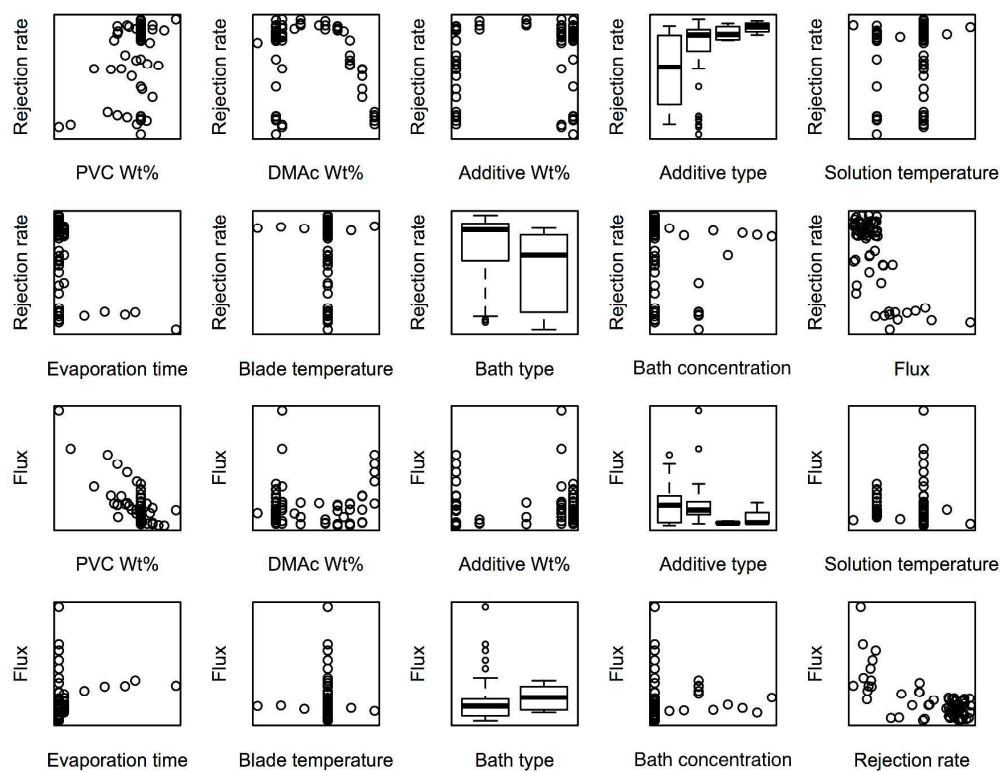 Rejection rate Rejection rate Rejection rate Rejection rate Rejection rate
PVC Wt% DMAc Wt% Additive Wt% Additive type Solution temperature
Rejection rate Rejection rate Rejection rate Rejection rate Rejection rate
Evaporation time Blade temperature Bath type Bath concentration Flux
Flux Flux Flux Flux Flux
PVC Wt% DMAc Wt% Additive Wt% Additive type Solution temperature
Flux Flux Flux Flux Flux
Evaporation time Blade temperature Bath type Bath concentration Rejection rate